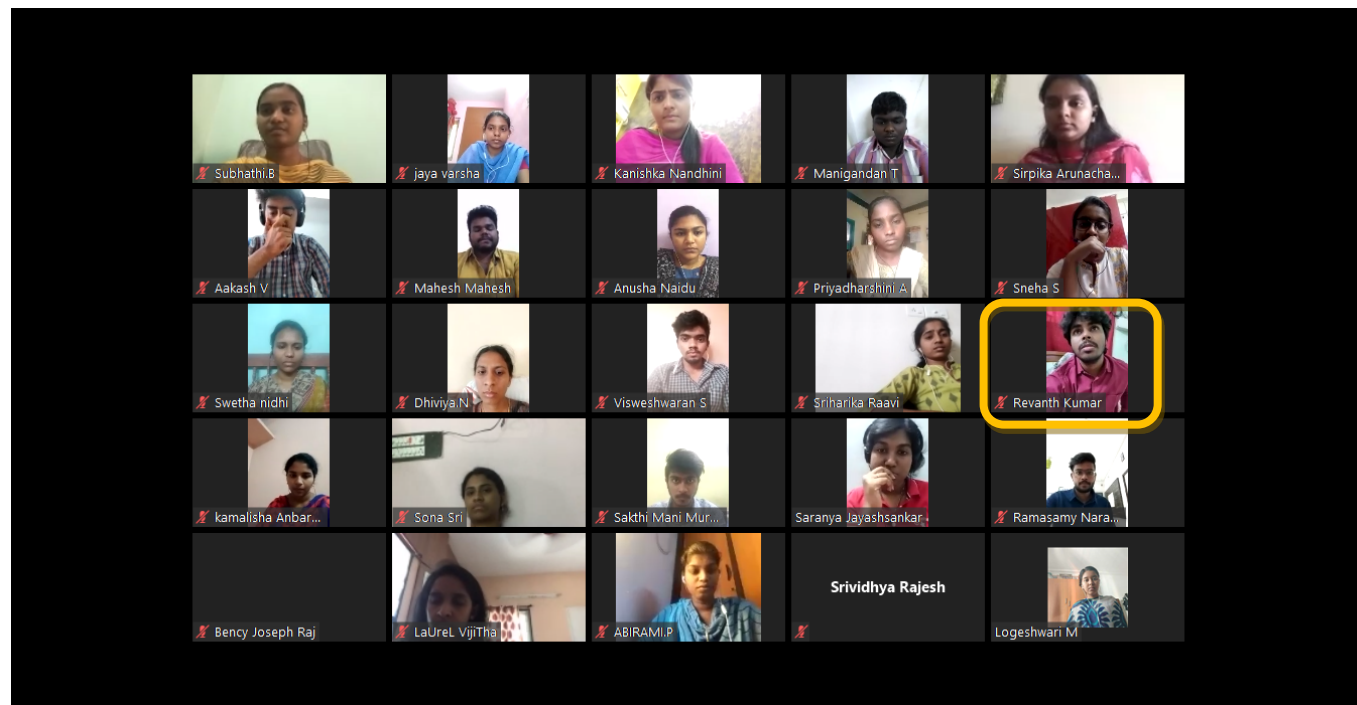 Subhathi.B
jaya varsha
Kanishka Nandhini
Manigandan T
Sirpika Arunacha...
Aakash V
Mahesh Mahesh
Anusha Naidu
Priyadharshini A
Sneha S
Swetha nidhi
Dhiviya.N
Visweshwaran S
Sriharika Raavi
Revanth Kumar
kamalisha Anbar...
Sona Sri
Sakthi Mani Mur...
Saranya Jayashsankar
Ramasamy Nara...
Bency Joseph Raj
LaUreL VijiTha
ABIRAMI.P
Srividhya Rajesh
Logeshwari M